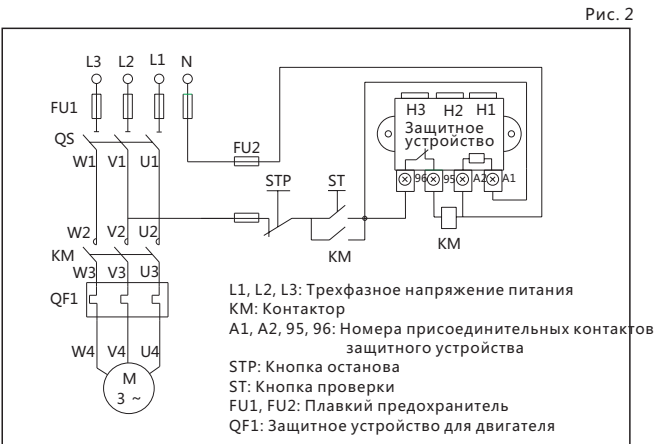 Рис. 2
L3 L2 L1 N
FU1
QS
W1 V1 U1
FU2
STP ST
H3 H2 H1
Защитное
устройство
96 95 A2 A1
W2 V2 U2
KM
KM
KM
W3 V3 U3
QF1
W4 V4 U4
M
3 ~
L1, L2, L3: Трехфазное напряжение питания
KM: Контактор
A1, A2, 95, 96: Номера присоединительных контактов
защитного устройства
STP: Кнопка останова
ST: Кнопка проверки
FU1, FU2: Плавкий предохранитель
QF1: Защитное устройство для двигателя